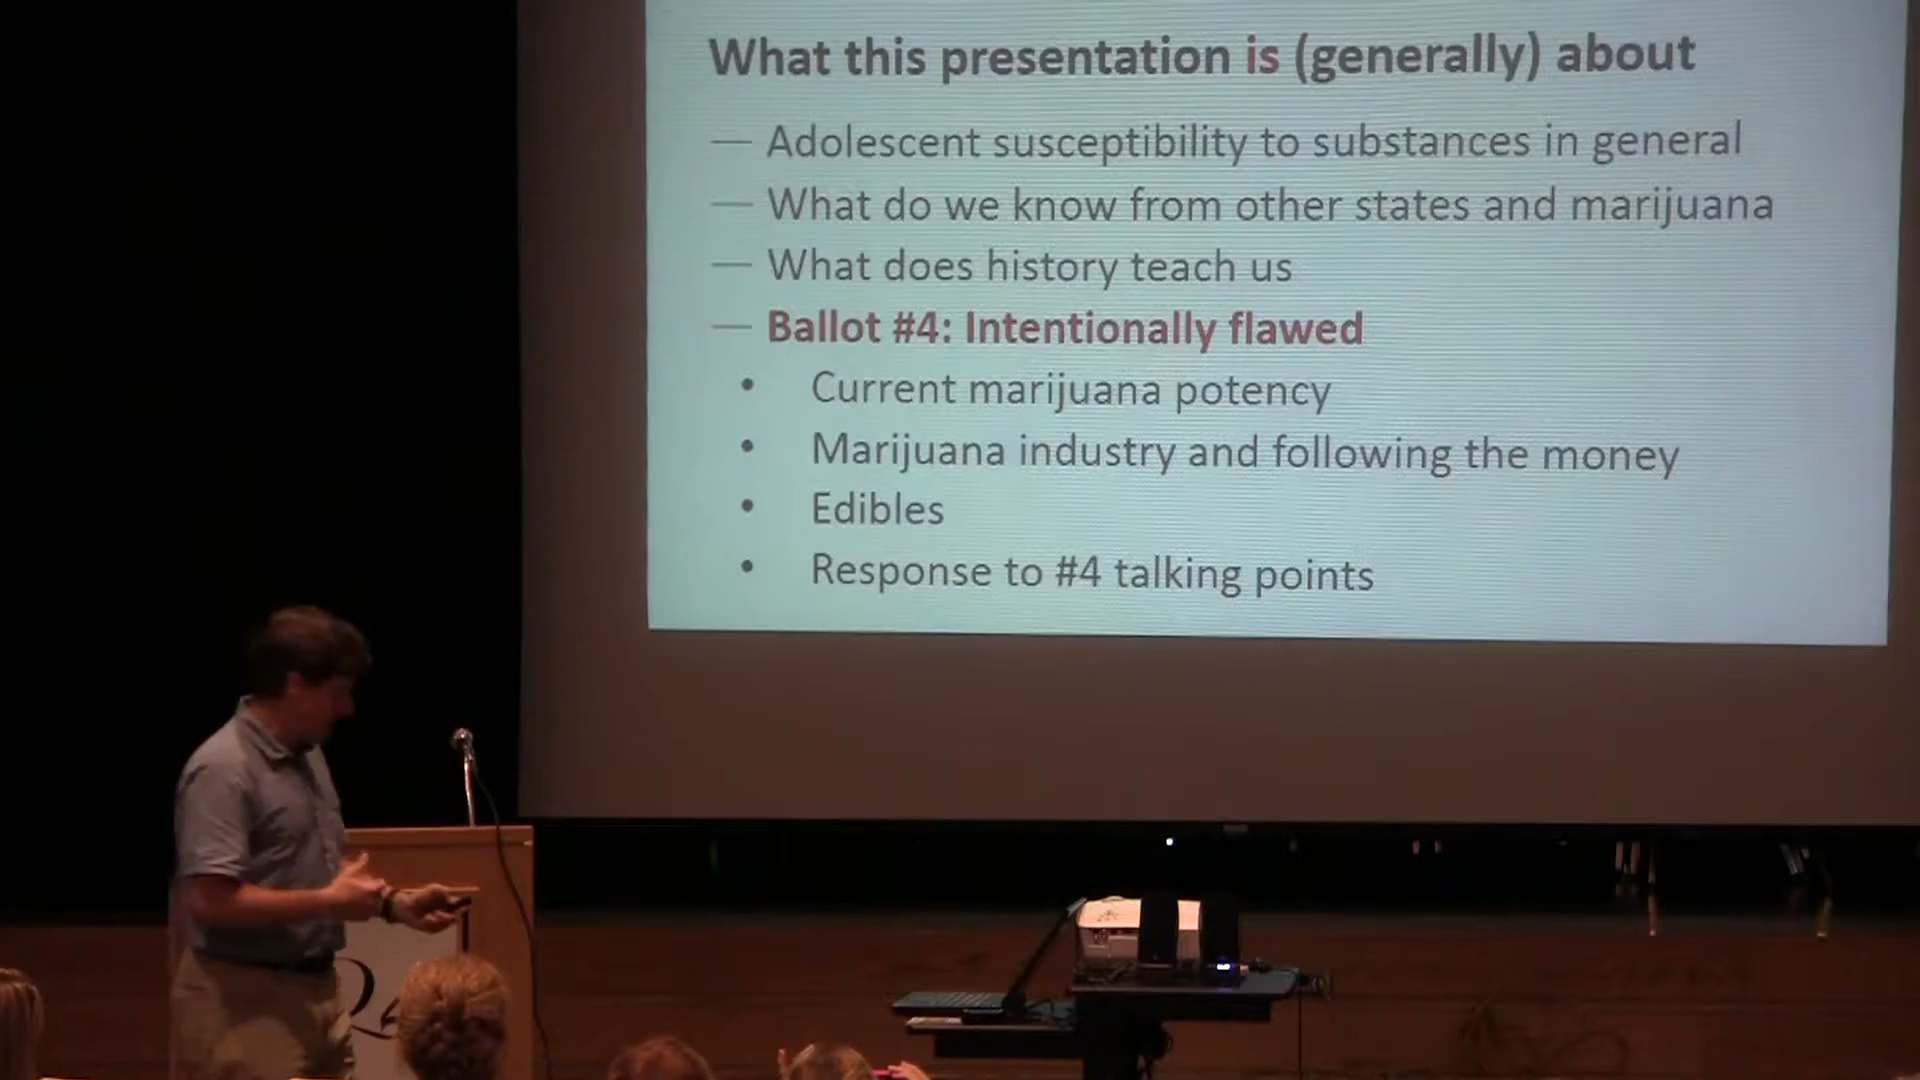 What this presentation is (generally) about
— Adolescent susceptibility to substances in general
— What do we know from other states and marijuana
— What does history teach us
— Ballot #4: Intentionally flawed
• Current marijuana potency
• Marijuana industry and following the money
• Edibles
• Response to #4 talking points